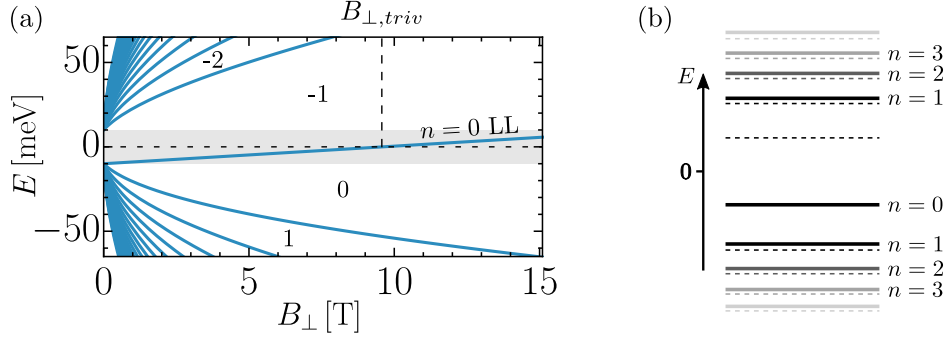 (a)
B⊥,triv
E [meV]
50
0
−50
-2
-1
n = 0 LL
0
1
0
5
10
15
B⊥ [T]
(b)
E
0
n = 3
n = 2
n = 1
n = 0
n = 1
n = 2
n = 3